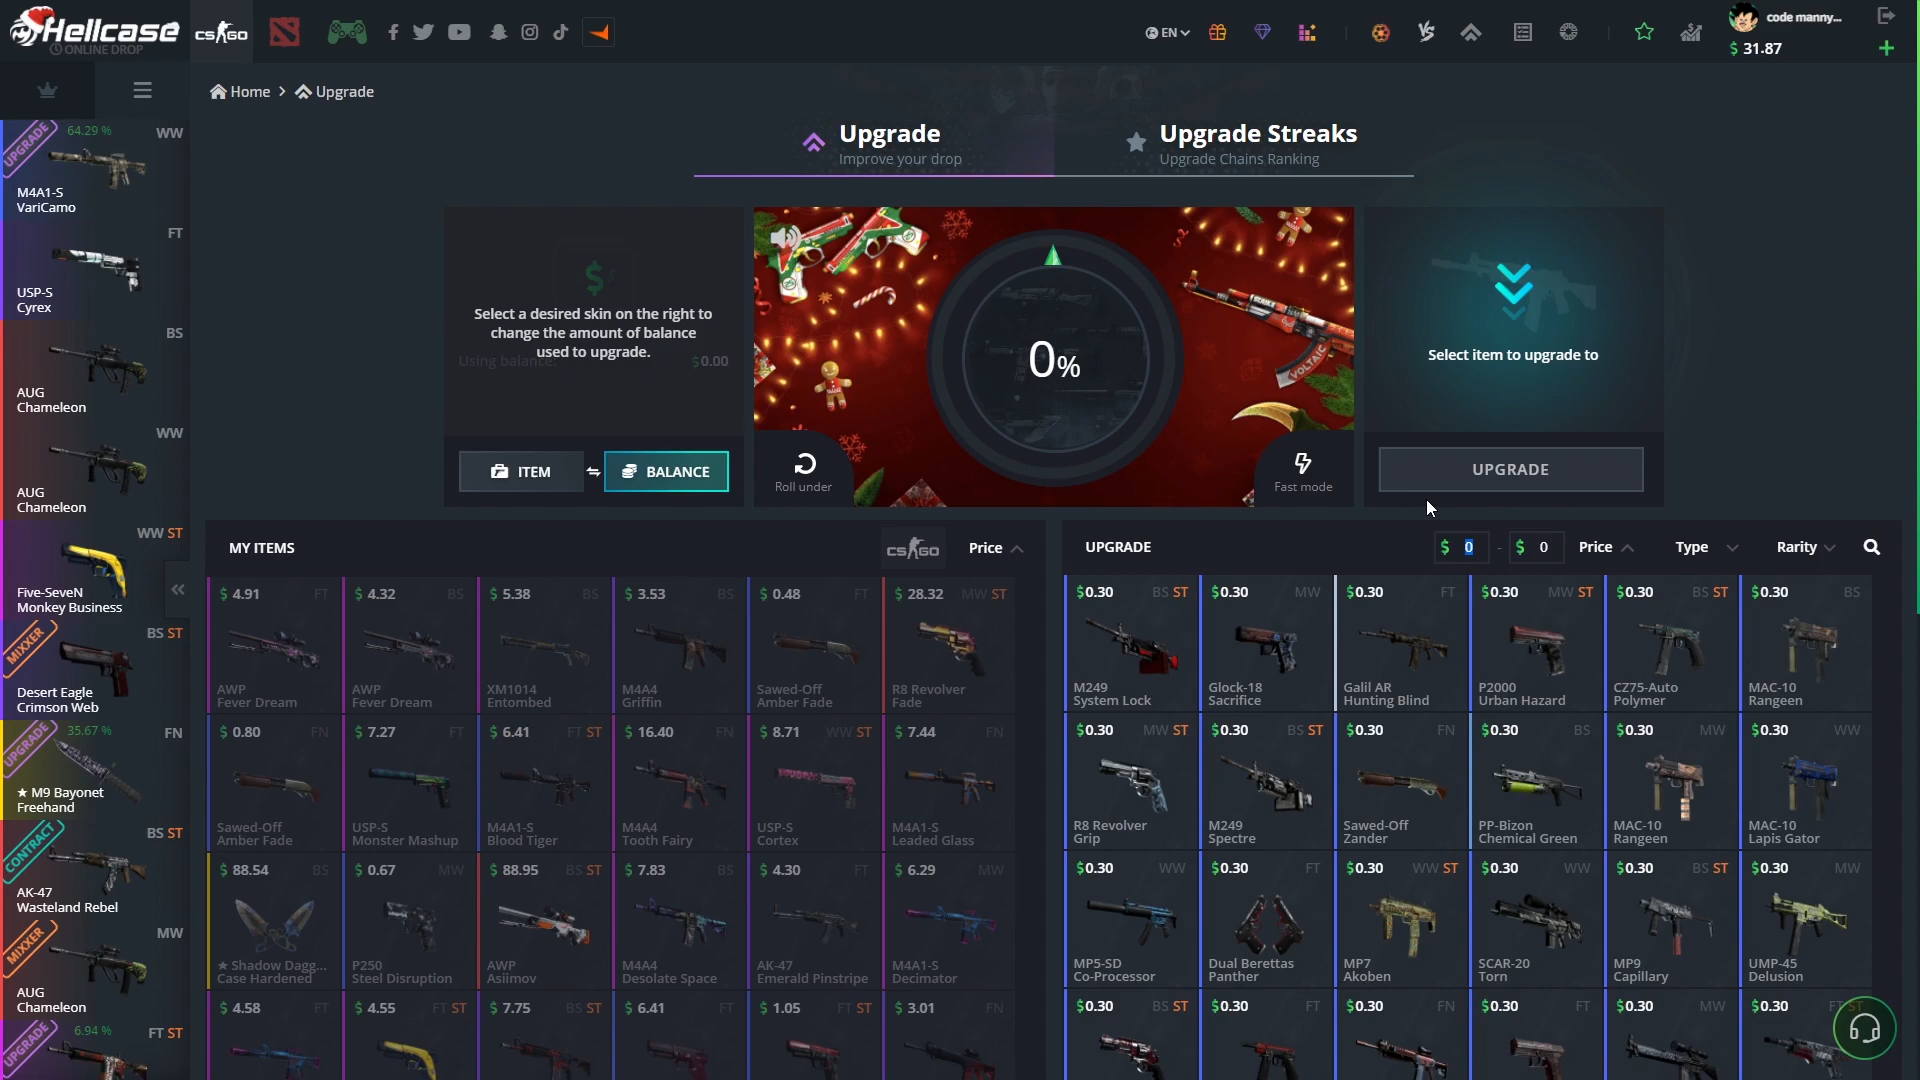 Hellcase
ONLINE DROP
CS:GO
EN
code manny...
$ 31.87
Home > Upgrade
Upgrade
Improve your drop
Upgrade Streaks
Upgrade Chains Ranking
UPGRADE
64.29 %
WW
M4A1-S
VariCamo
FT
USP-S
Cyrex
BS
AUG
Chameleon
WW
AUG
Chameleon
WW ST
Five-SeveN
Monkey Business
MIXXER
BS ST
Desert Eagle
Crimson Web
UPGRADE
35.67 %
FN
★ M9 Bayonet
Freehand
CONTRACT
BS ST
AK-47
Wasteland Rebel
MIXXER
MW
AUG
Chameleon
UPGRADE
6.94 %
FT ST
$
Select a desired skin on the right to
change the amount of balance
used to upgrade.
Using balance:
$0.00
ITEM
BALANCE
0%
VOLTAIC
Roll under
Fast mode
Select item to upgrade to
UPGRADE
MY ITEMS
CS:GO
Price
$ 4.91 FT
AWP
Fever Dream
$ 4.32 BS
AWP
Fever Dream
$ 5.38 BS
XM1014
Entombed
$ 3.53 BS
M4A4
Griffin
$ 0.48 FT
Sawed-Off
Amber Fade
$ 28.32 MW ST
R8 Revolver
Fade
$ 0.80 FN
Sawed-Off
Amber Fade
$ 7.27 FT
USP-S
Monster Mashup
$ 6.41 FT ST
M4A1-S
Blood Tiger
$ 16.40 FN
M4A4
Tooth Fairy
$ 8.71 WW ST
USP-S
Cortex
$ 7.44 FN
M4A1-S
Leaded Glass
$ 88.54 BS
★ Shadow Dagg...
Case Hardened
$ 0.67 MW
P250
Steel Disruption
$ 88.95 BS ST
AWP
Asiimov
$ 7.83 BS
M4A4
Desolate Space
$ 4.30 FT
AK-47
Emerald Pinstripe
$ 6.29 MW
M4A1-S
Decimator
$ 4.58 FT
$ 4.55 FT ST
$ 7.75 BS ST
$ 6.41 FT
$ 1.05 FT ST
$ 3.01 FN
UPGRADE
$ 0 - $ 0
Price
Type
Rarity
$0.30 BS ST
M249
System Lock
$0.30 MW
Glock-18
Sacrifice
$0.30 FT
Galil AR
Hunting Blind
$0.30 MW ST
P2000
Urban Hazard
$0.30 BS ST
CZ75-Auto
Polymer
$0.30 BS
MAC-10
Rangeen
$0.30 MW ST
R8 Revolver
Grip
$0.30 BS ST
M249
Spectre
$0.30 FN
Sawed-Off
Zander
$0.30 BS
PP-Bizon
Chemical Green
$0.30 MW
MAC-10
Rangeen
$0.30 WW
MAC-10
Lapis Gator
$0.30 WW
MP5-SD
Co-Processor
$0.30 FT
Dual Berettas
Panther
$0.30 WW ST
MP7
Akoben
$0.30 WW
SCAR-20
Torn
$0.30 BS ST
MP9
Capillary
$0.30 MW
UMP-45
Delusion
$0.30 BS ST
$0.30 FT
$0.30 FN
$0.30 FT
$0.30 MW
$0.30 FT ST